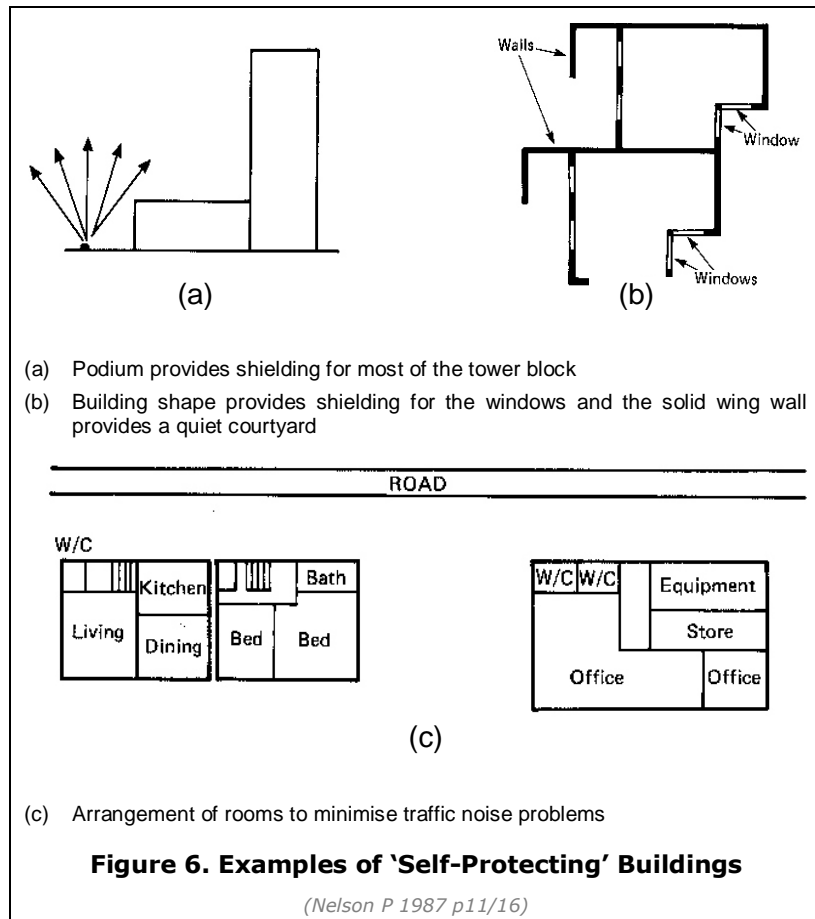 Walls
Window
Windows
(a)
(b)
(a) Podium provides shielding for most of the tower block
(b) Building shape provides shielding for the windows and the solid wing wall
provides a quiet courtyard
ROAD
W/C
Kitchen
Bath
Living
Dining
Bed
Bed
W/C
W/C
Equipment
Store
Office
Office
(c)
(c) Arrangement of rooms to minimise traffic noise problems
Figure 6. Examples of ‘Self-Protecting’ Buildings
(Nelson P 1987 p11/16)